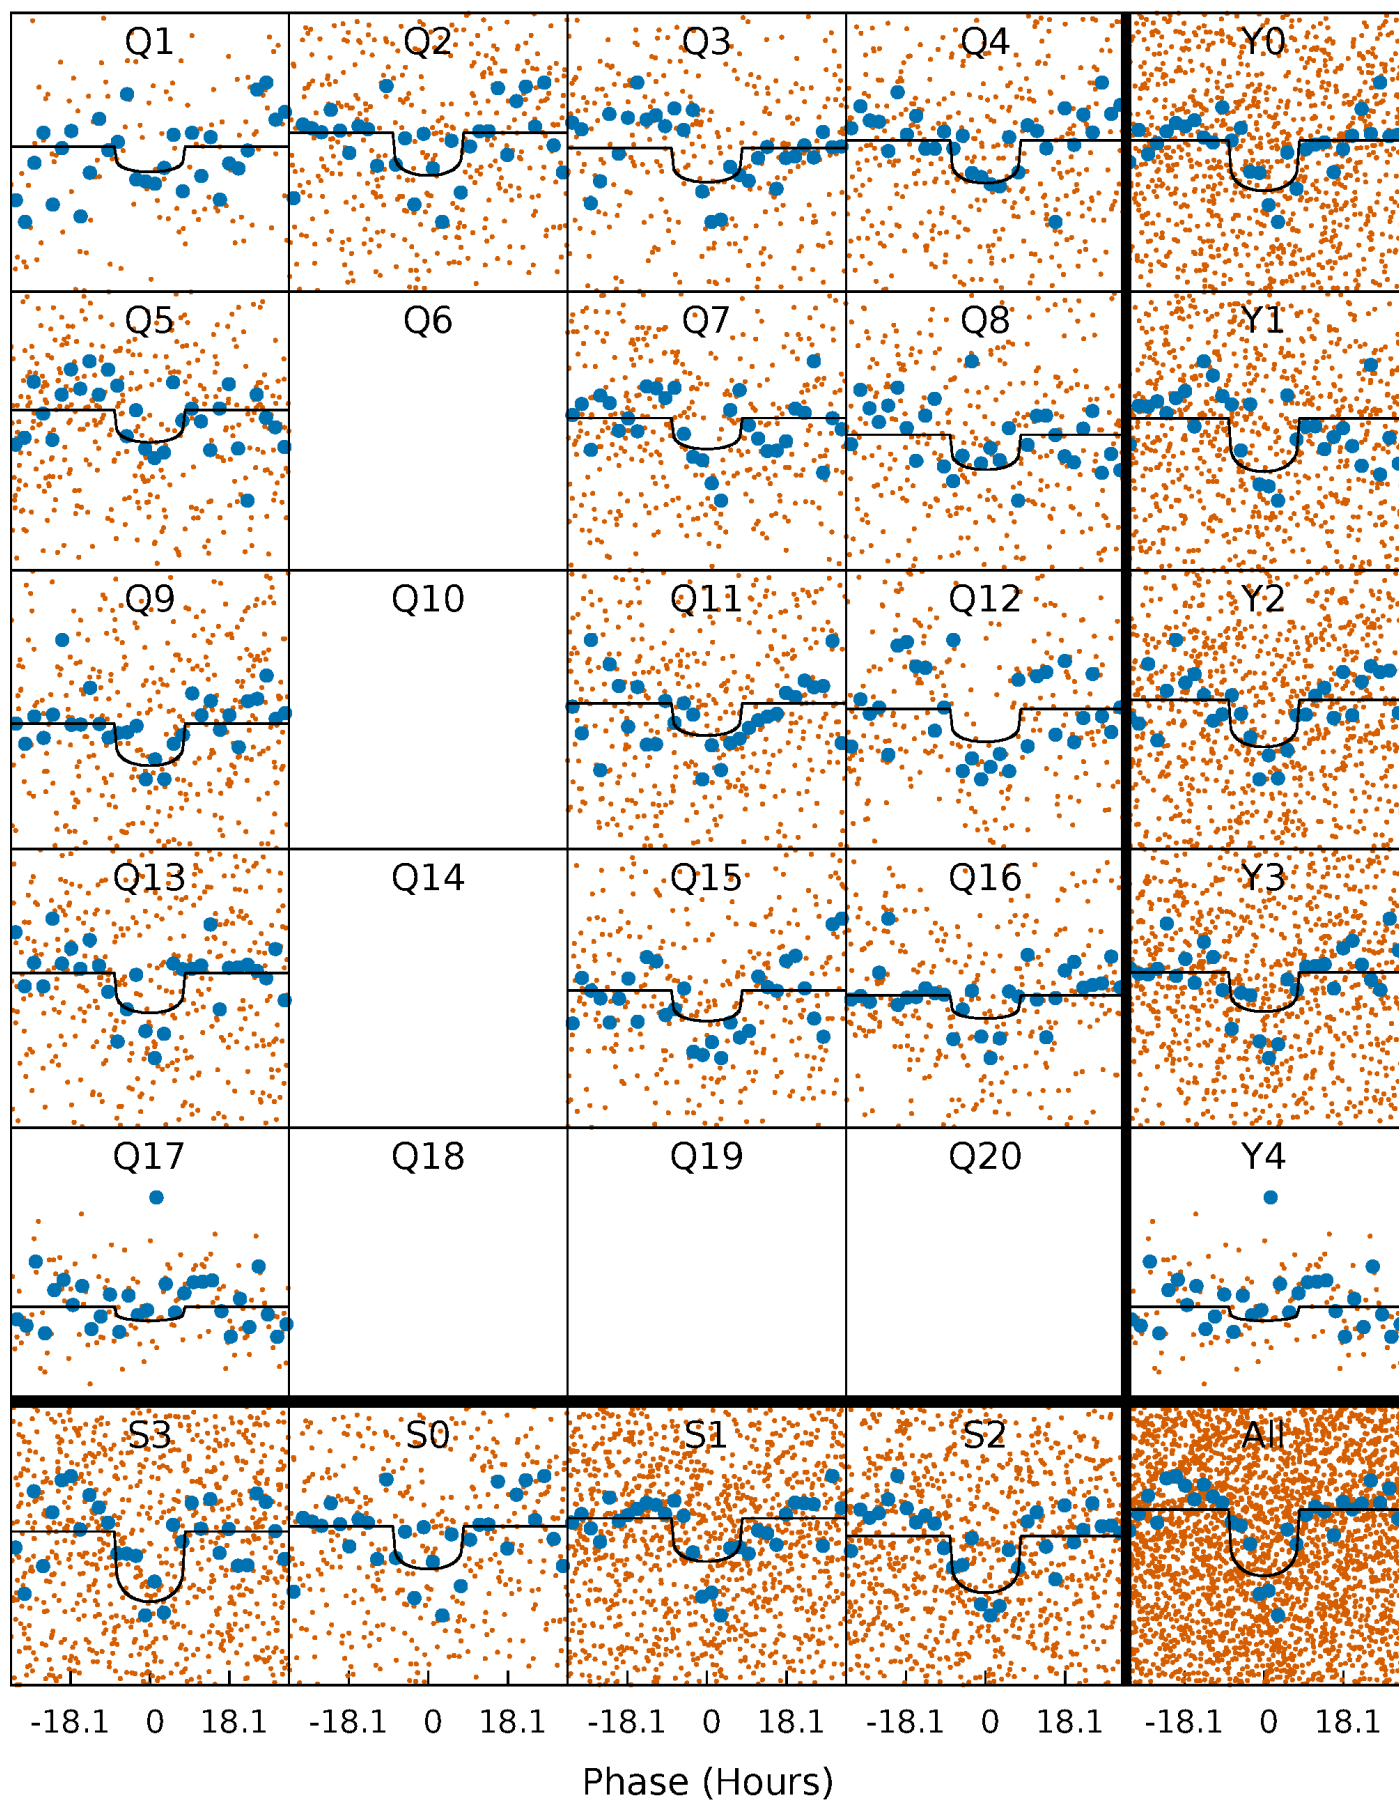 Q1 Q2 Q3 Q4 Y0
Q5 Q6 Q7 Q8 Y1
Q9 Q10 Q11 Q12 Y2
Q13 Q14 Q15 Q16 Y3
Q17 Q18 Q19 Q20 Y4
S3 S0 S1 S2 All
-18.1 0 18.1 -18.1 0 18.1 -18.1 0 18.1 -18.1 0 18.1 -18.1 0 18.1
Phase (Hours)